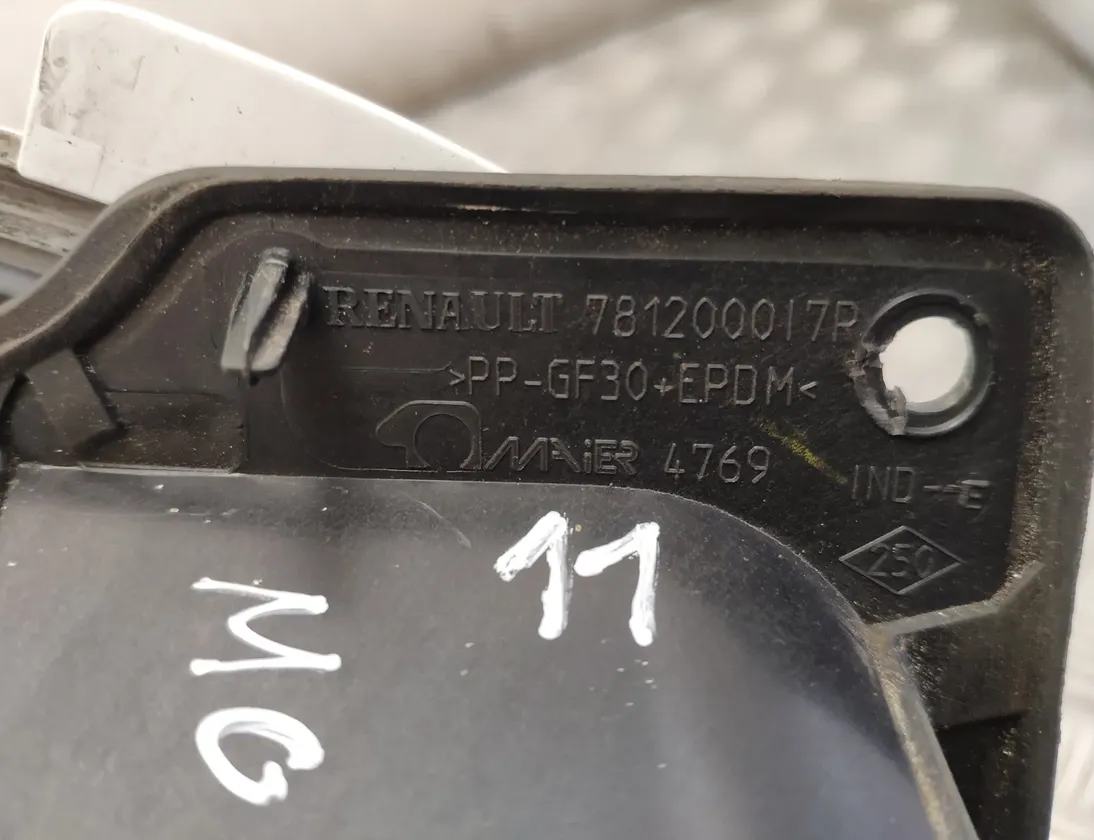 RENAULT 781200017R
>PP-GF30+EPDM<
MAIER 4769
IND--E
250
11
MG